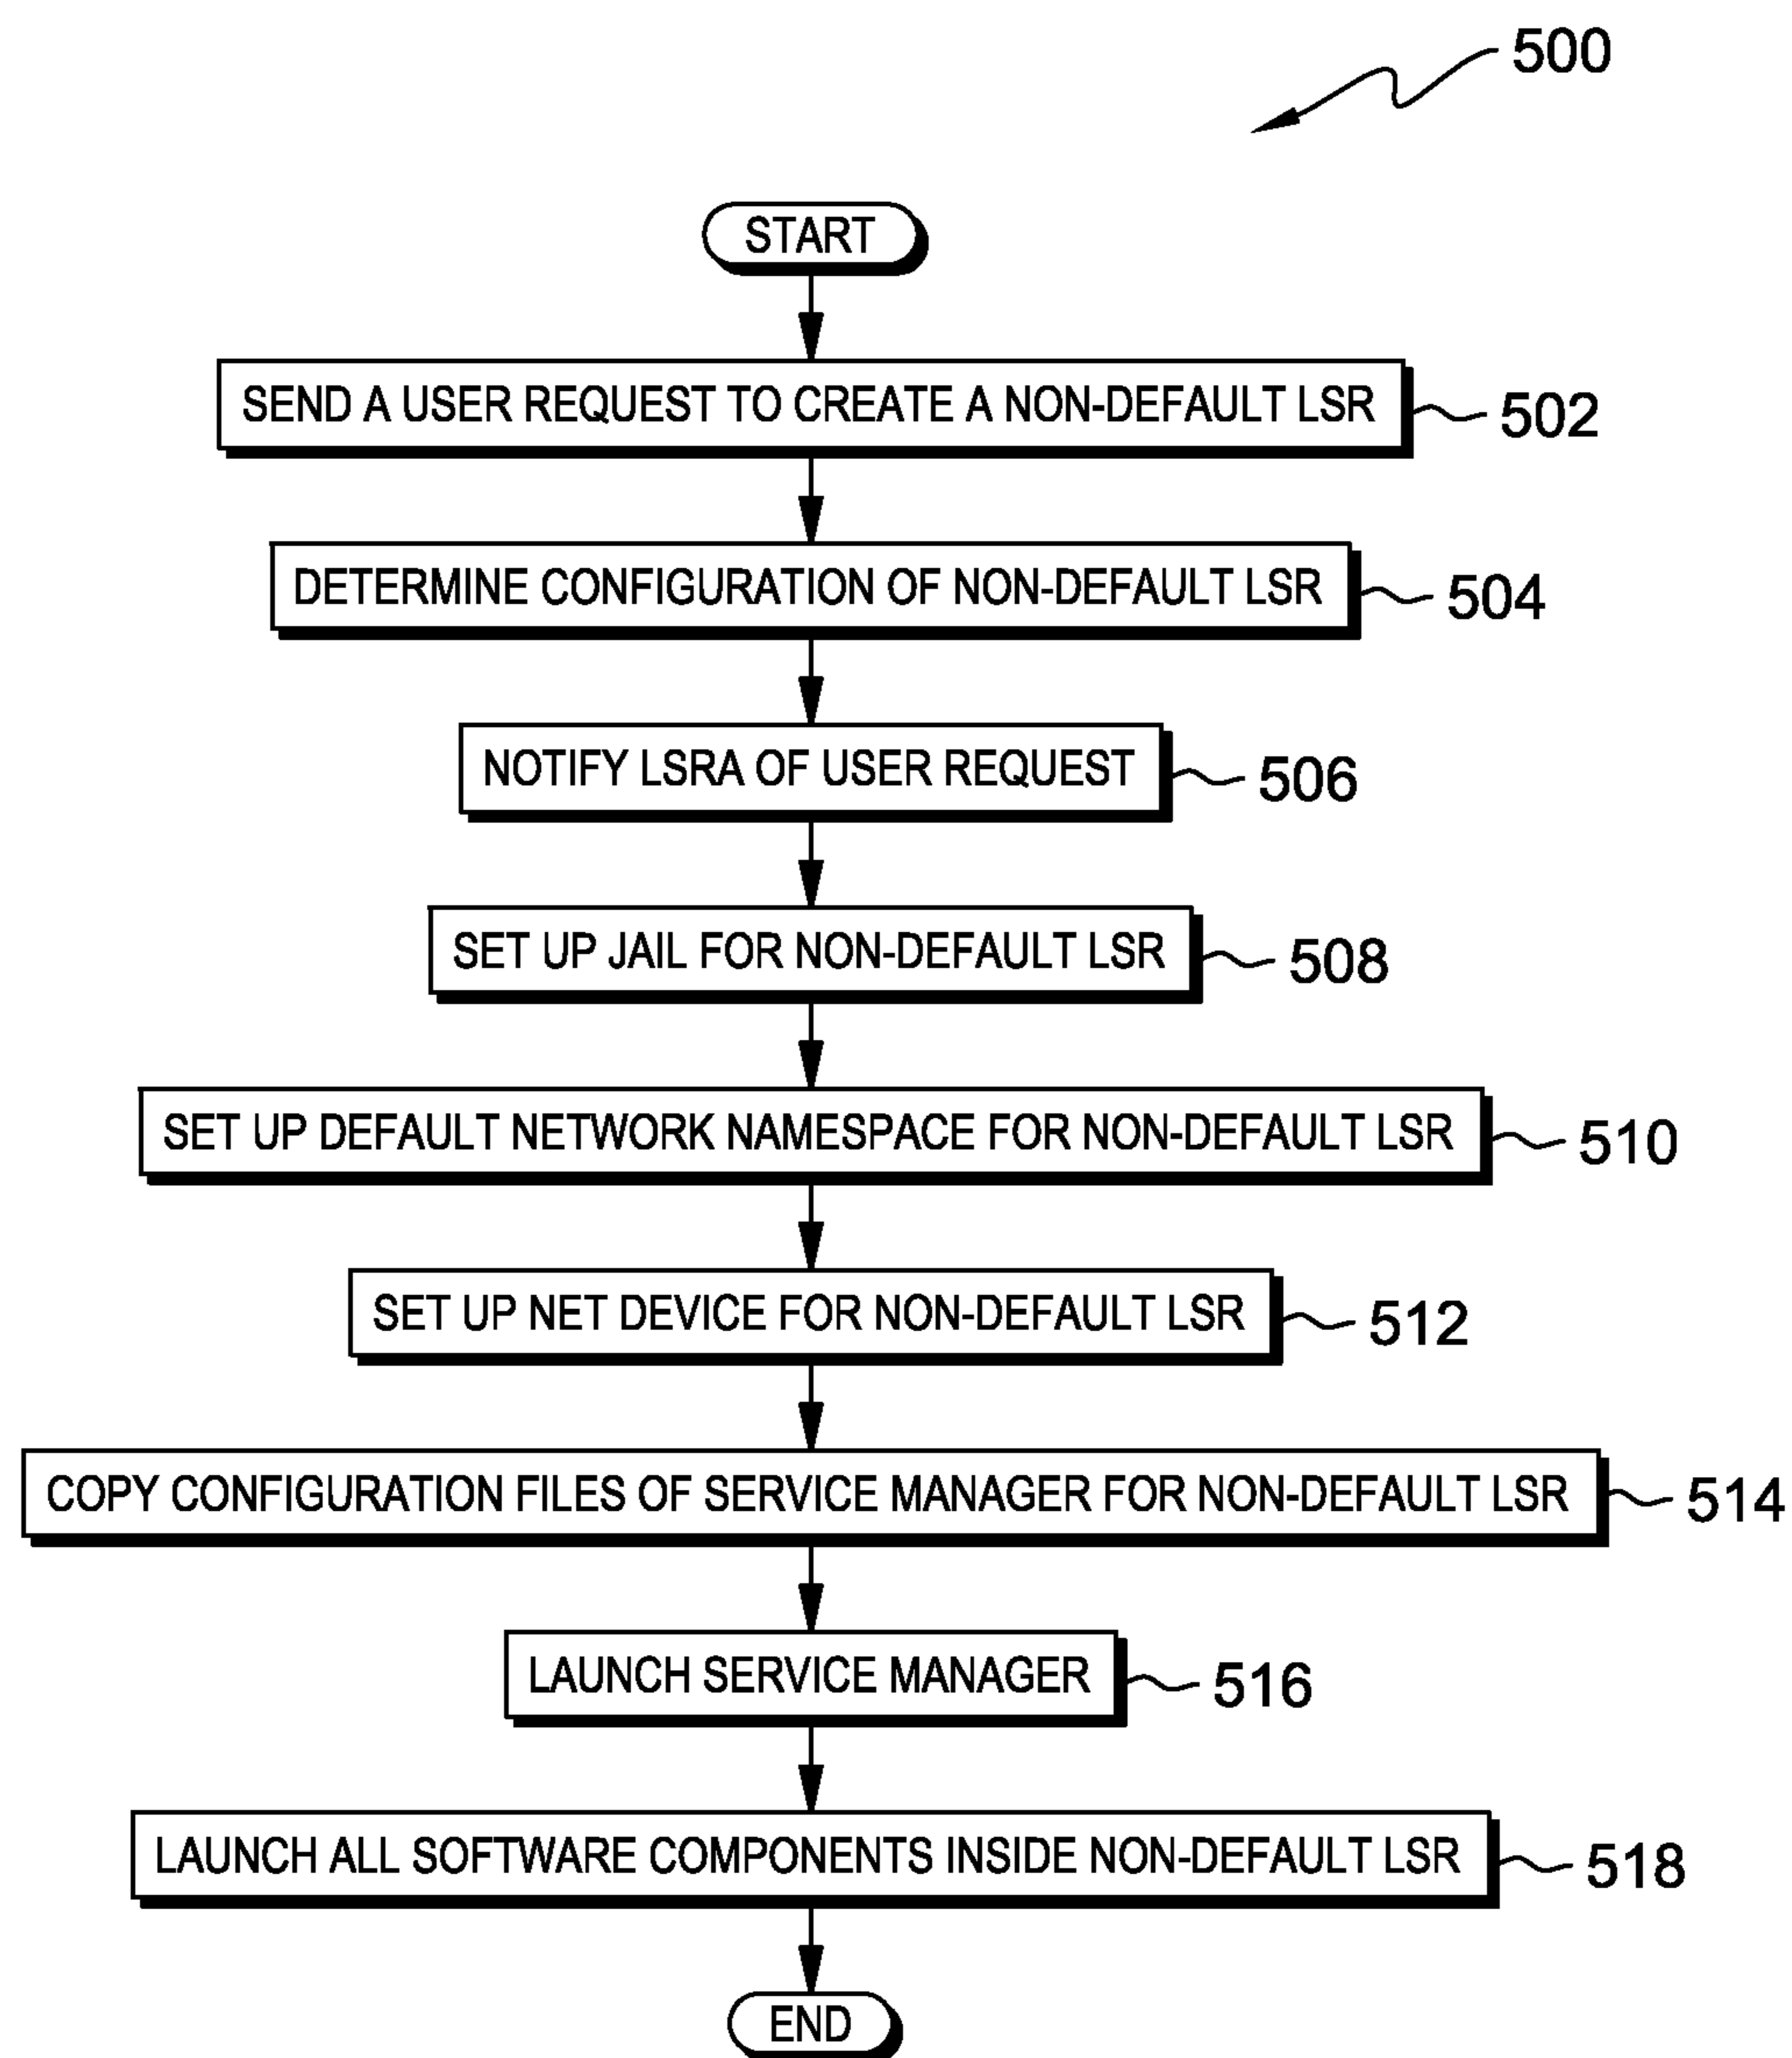 500
START
SEND A USER REQUEST TO CREATE A NON-DEFAULT LSR
502
DETERMINE CONFIGURATION OF NON-DEFAULT LSR
504
NOTIFY LSRA OF USER REQUEST
506
SET UP JAIL FOR NON-DEFAULT LSR
508
SET UP DEFAULT NETWORK NAMESPACE FOR NON-DEFAULT LSR
510
SET UP NET DEVICE FOR NON-DEFAULT LSR
512
COPY CONFIGURATION FILES OF SERVICE MANAGER FOR NON-DEFAULT LSR
514
LAUNCH SERVICE MANAGER
516
LAUNCH ALL SOFTWARE COMPONENTS INSIDE NON-DEFAULT LSR
518
END